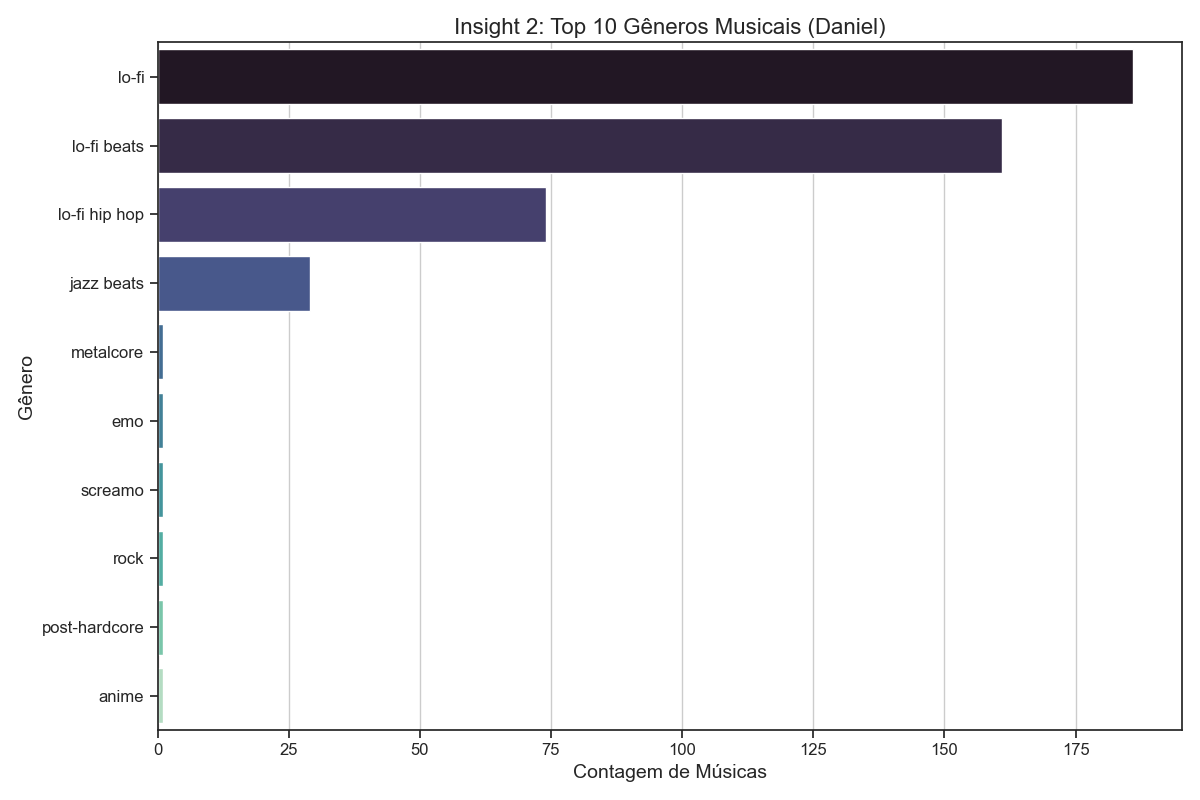 Insight 2: Top 10 Gêneros Musicais (Daniel)
Gênero
lo-fi
lo-fi beats
lo-fi hip hop
jazz beats
metalcore
emo
screamo
rock
post-hardcore
anime
0 25 50 75 100 125 150 175
Contagem de Músicas